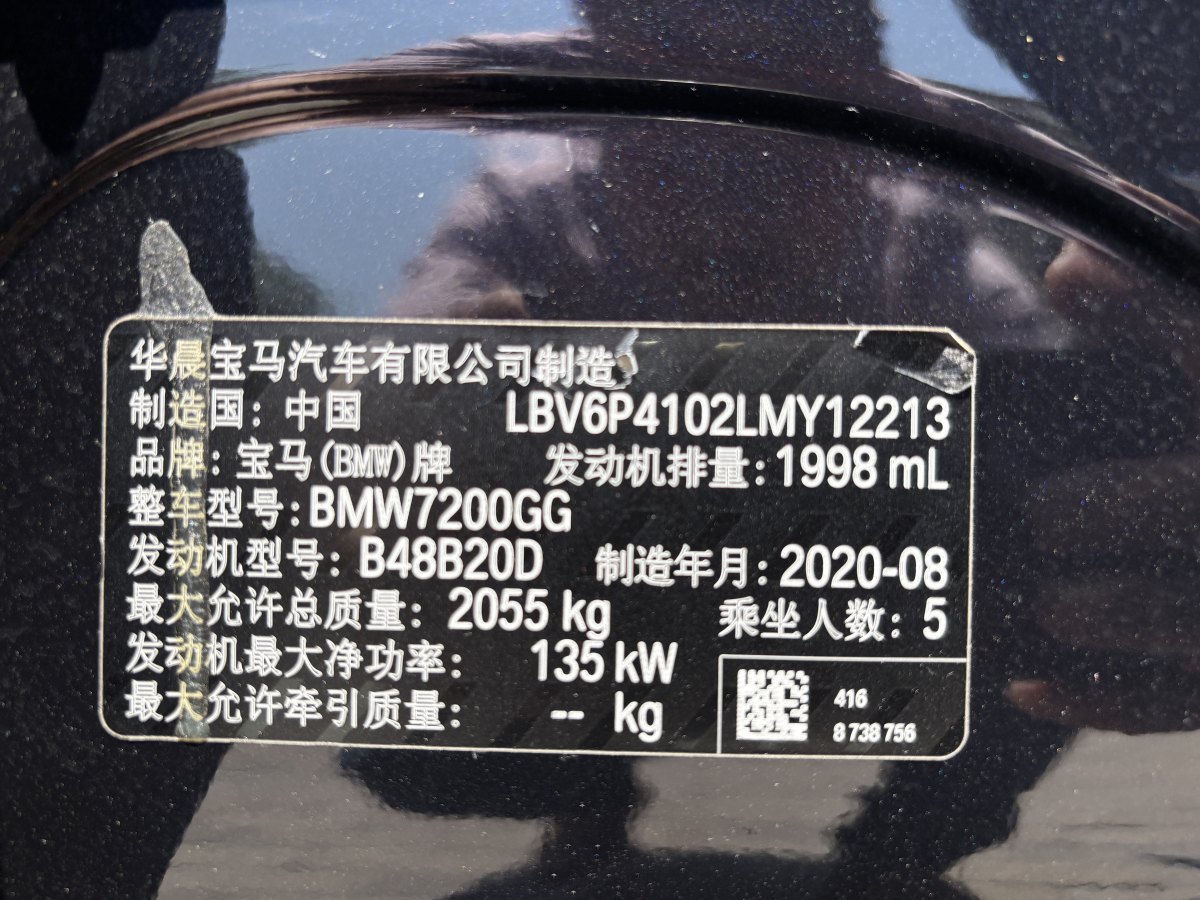 华晨宝马汽车有限公司制造
制造国：中国 LBV6P4102LMY12213
品牌：宝马(BMW)牌 发动机排量：1998 mL
整车型号：BMW7200GG
发动机型号：B48B20D 制造年月：2020-08
最大允许总质量：2055 kg 乘坐人数：5
发动机最大净功率：135 kW
最大允许牵引质量：-- kg
416
8 738 756